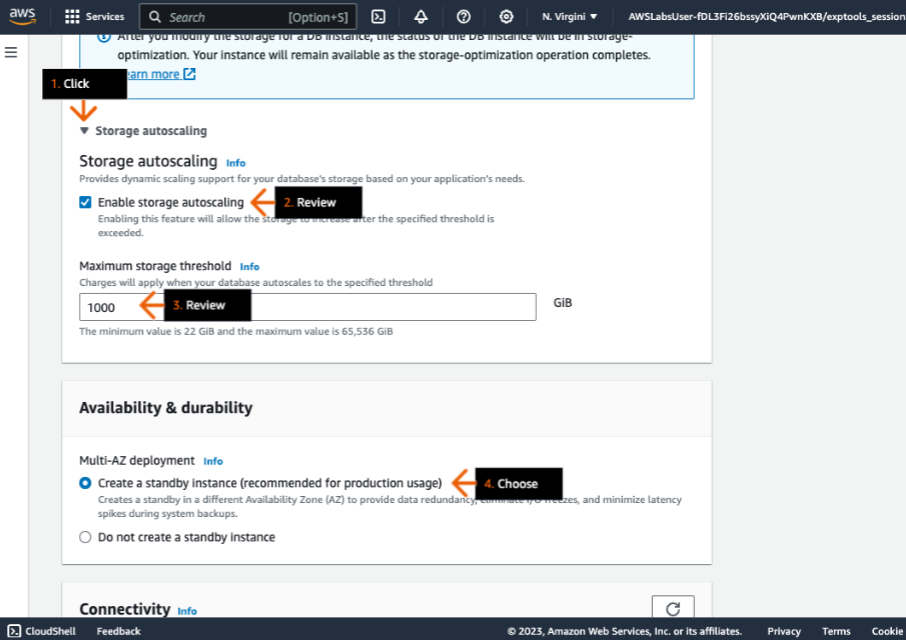 aws
Services
Search
[Option+S]
N. Virgini ▼
AWSLabsUser-fDL3Fi26bssyXiQ4PwnKXB/exptools_session
After you modify the storage for a DB instance, the status of the DB instance will be in storage-
optimization. Your instance will remain available as the storage-optimization operation completes.
earn more
1. Click
▼ Storage autoscaling
Storage autoscaling Info
Provides dynamic scaling support for your database's storage based on your application's needs.
Enable storage autoscaling
2. Review
Enabling this feature will allow the storage to increase after the specified threshold is
exceeded.
Maximum storage threshold Info
Charges will apply when your database autoscales to the specified threshold
1000
3. Review
GiB
The minimum value is 22 GiB and the maximum value is 65,536 GiB
Availability & durability
Multi-AZ deployment Info
Create a standby instance (recommended for production usage)
4. Choose
Creates a standby in a different Availability Zone (AZ) to provide data redundancy, eliminate I/O freezes, and minimize latency
spikes during system backups.
Do not create a standby instance
Connectivity Info
CloudShell
Feedback
© 2023, Amazon Web Services, Inc. or its affiliates.
Privacy
Terms
Cookie